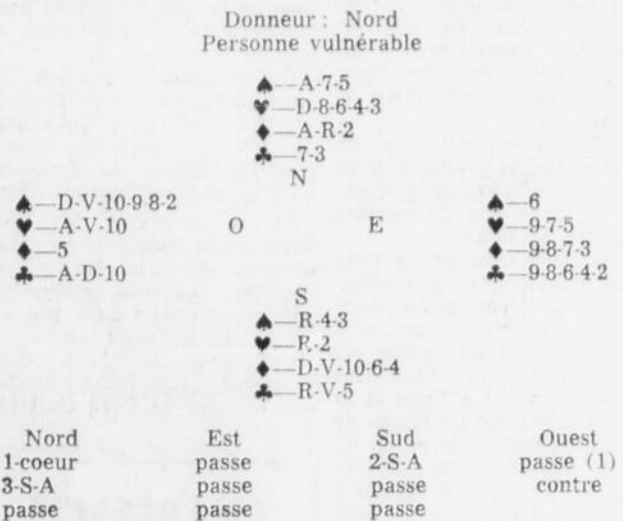 Donneur: Nord
Personne vulnérable
♠—A-7-5
♥—D-8-6-4-3
♦—A-R-2
♣—7-3
N
♠—D-V-10-9 8-2
♥—A-V-10
♦—5
♣—A-D-10
O E
♠—6
♥—9-7-5
♦—9-8-7-3
♣—9-8-6-4-2
S
♠—R-4-3
♥—R-2
♦—D-V-10-6-4
♣—R-V-5
Nord Est Sud Ouest
1-coeur passe 2-S-A passe (1)
3-S-A passe passe contre
passe passe passe